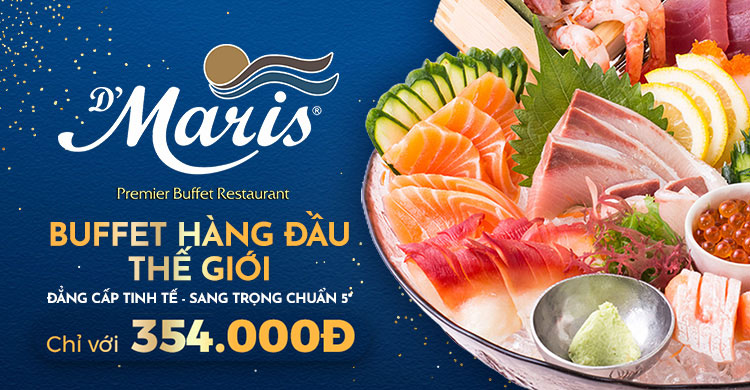 D'Maris®
Premier Buffet Restaurant
BUFFET HÀNG ĐẦU
THẾ GIỚI
ĐẲNG CẤP TINH TẾ - SANG TRỌNG CHUẨN 5*
Chỉ với 354.000Đ